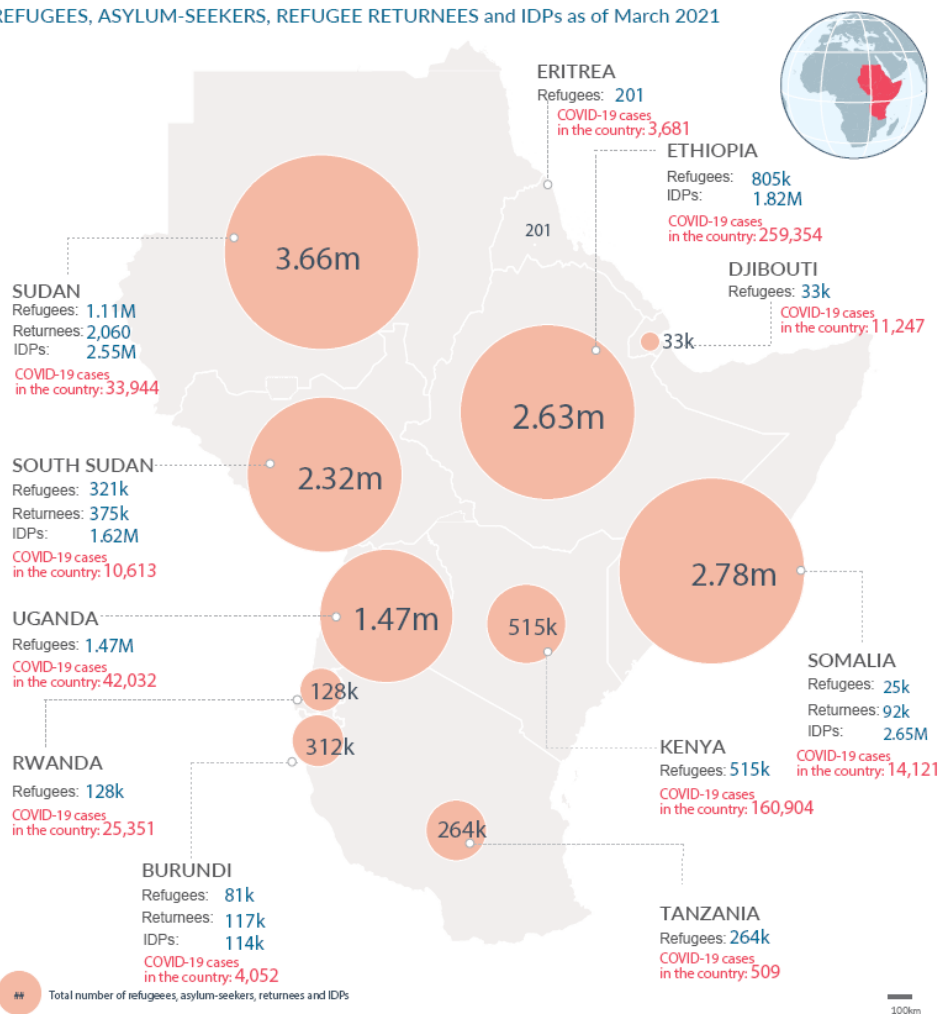 REFUGEES, ASYLUM-SEEKERS, REFUGEE RETURNEES and IDPs as of March 2021
ERITREA
Refugees: 201
COVID-19 cases
in the country: 3,681
ETHIOPIA
Refugees: 805k
IDPs: 1.82M
COVID-19 cases
in the country: 259,354
201
DJIBOUTI
Refugees: 33k
COVID-19 cases
in the country: 11,247
33k
3.66m
SUDAN
Refugees: 1.11M
Returnees: 2,060
IDPs: 2.55M
COVID-19 cases
in the country: 33,944
2.63m
2.32m
SOUTH SUDAN
Refugees: 321k
Returnees: 375k
IDPs: 1.62M
COVID-19 cases
in the country: 10,613
2.78m
UGANDA
Refugees: 1.47M
COVID-19 cases
in the country: 42,032
1.47m
515k
SOMALIA
Refugees: 25k
Returnees: 92k
IDPs: 2.65M
COVID-19 cases
in the country: 14,121
128k
312k
RWANDA
Refugees: 128k
COVID-19 cases
in the country: 25,351
KENYA
Refugees: 515k
COVID-19 cases
in the country: 160,904
264k
BURUNDI
Refugees: 81k
Returnees: 117k
IDPs: 114k
COVID-19 cases
in the country: 4,052
TANZANIA
Refugees: 264k
COVID-19 cases
in the country: 509
## Total number of refugeees, asylum-seekers, returnees and IDPs
100km